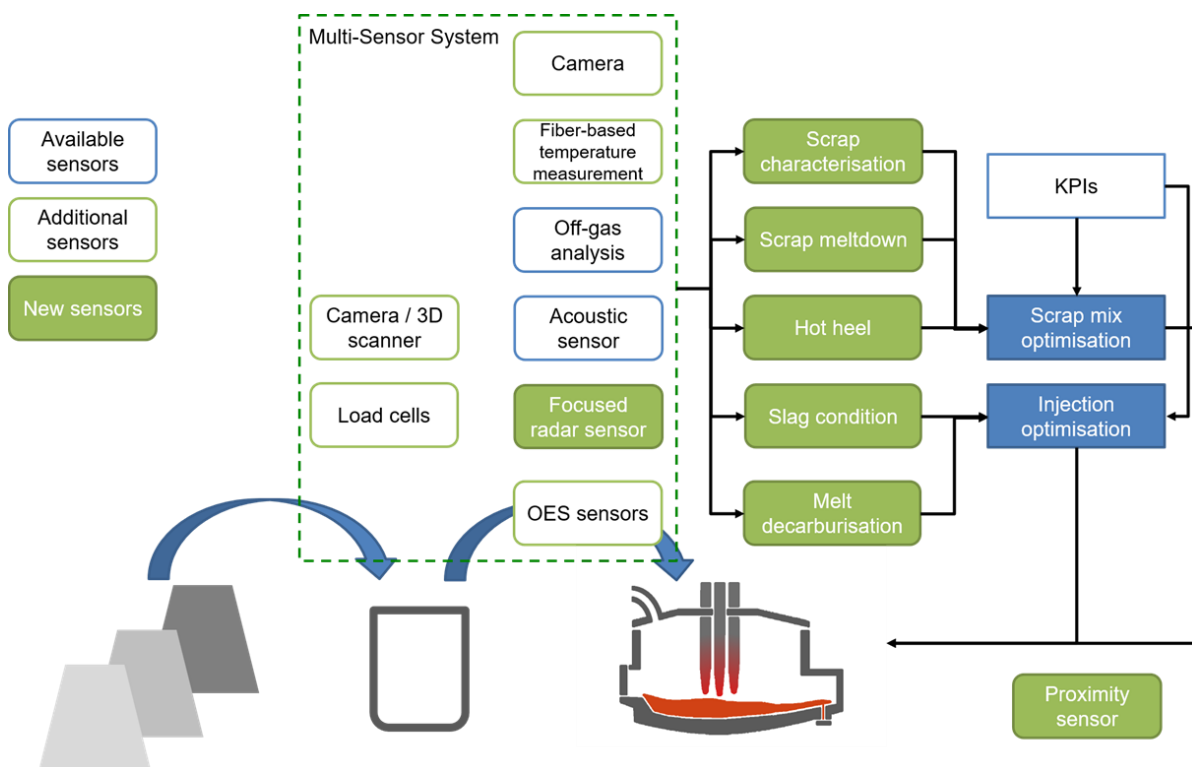 Multi-Sensor System
Available
sensors
Additional
sensors
New sensors
Camera
Fiber-based
temperature
measurement
Off-gas
analysis
Camera / 3D
scanner
Acoustic
sensor
Load cells
Focused
radar sensor
OES sensors
Scrap
characterisation
Scrap meltdown
Hot heel
Slag condition
Melt
decarburisation
KPIs
Scrap mix
optimisation
Injection
optimisation
Proximity
sensor